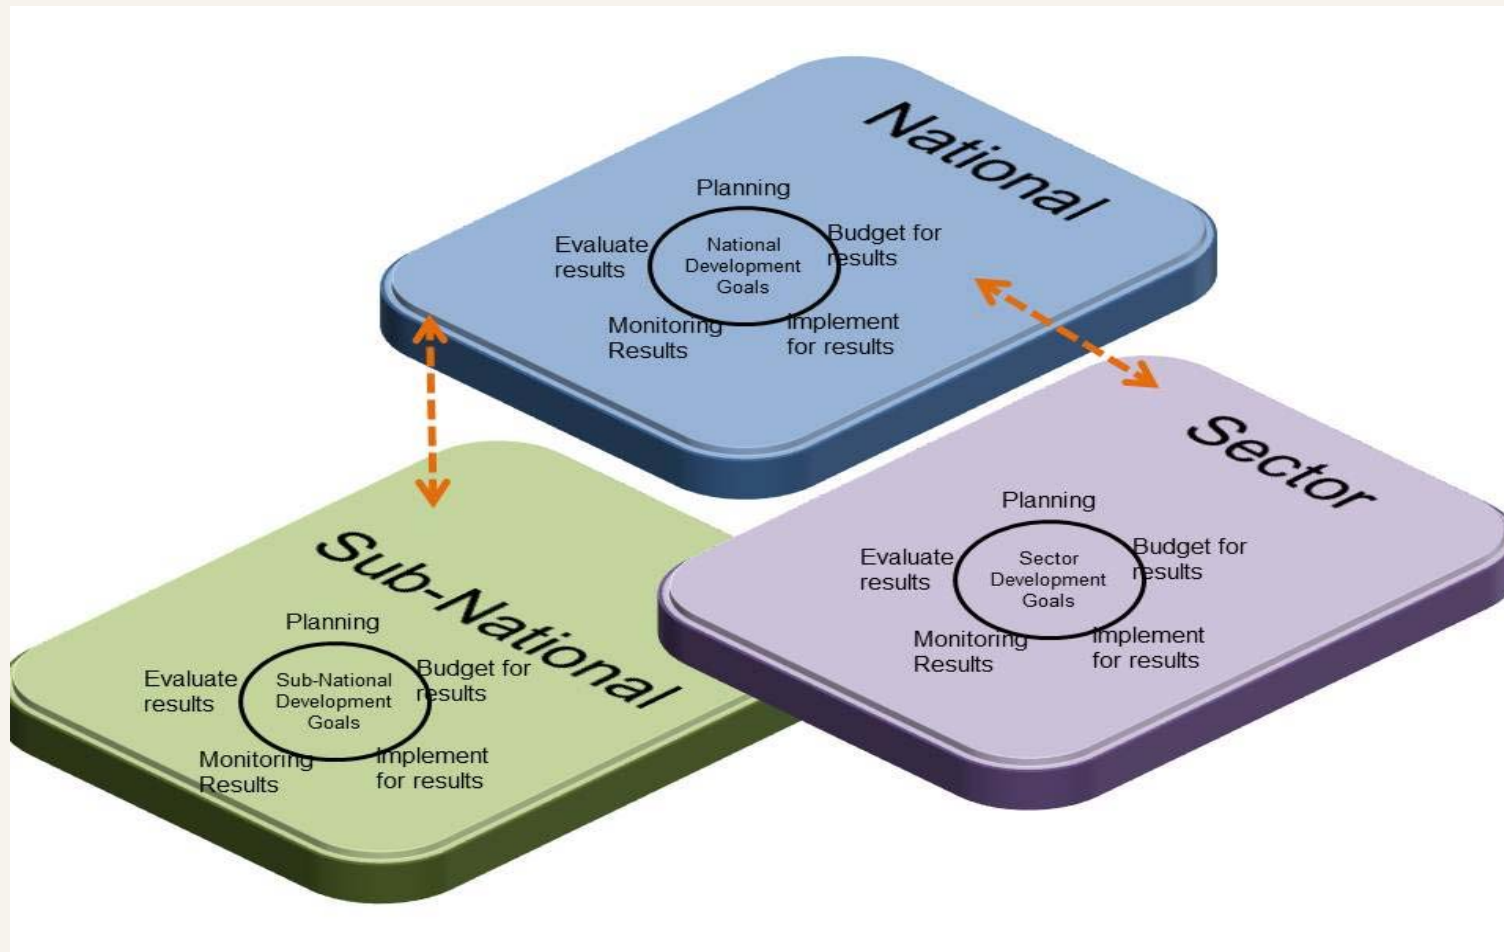 National
Planning
Evaluate
results
National
Development
Goals
Budget for
results
Monitoring
Results
Implement
for results
Sector
Planning
Evaluate
results
Sector
Development
Goals
Budget for
results
Monitoring
Results
Implement
for results
Sub-National
Planning
Evaluate
results
Sub-National
Development
Goals
Budget for
results
Monitoring
Results
Implement
for results